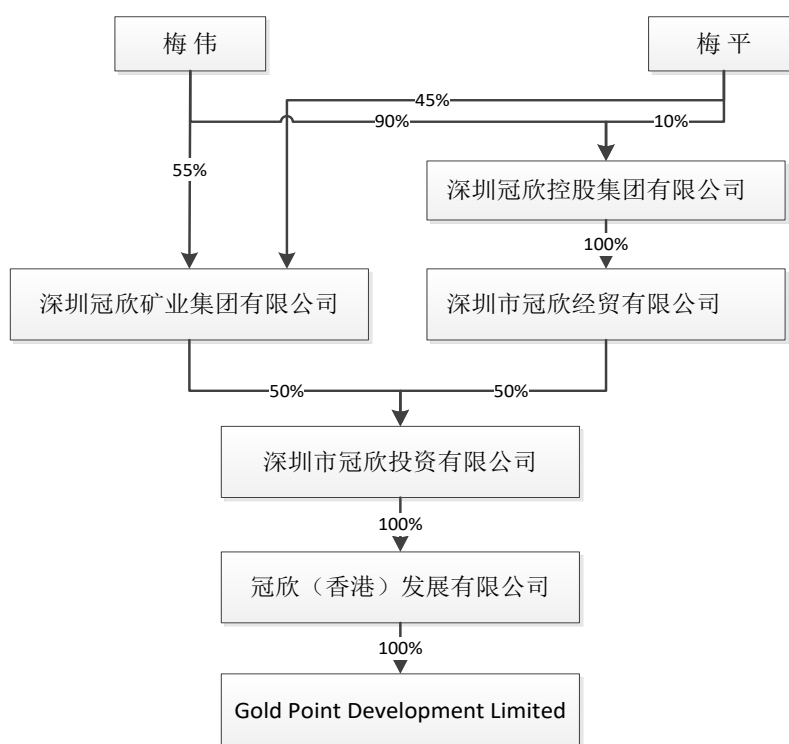 梅 伟
梅 平
45%
90%
10%
55%
深圳冠欣控股集团有限公司
100%
深圳冠欣矿业集团有限公司
深圳市冠欣经贸有限公司
50%
50%
深圳市冠欣投资有限公司
100%
冠欣（香港）发展有限公司
100%
Gold Point Development Limited